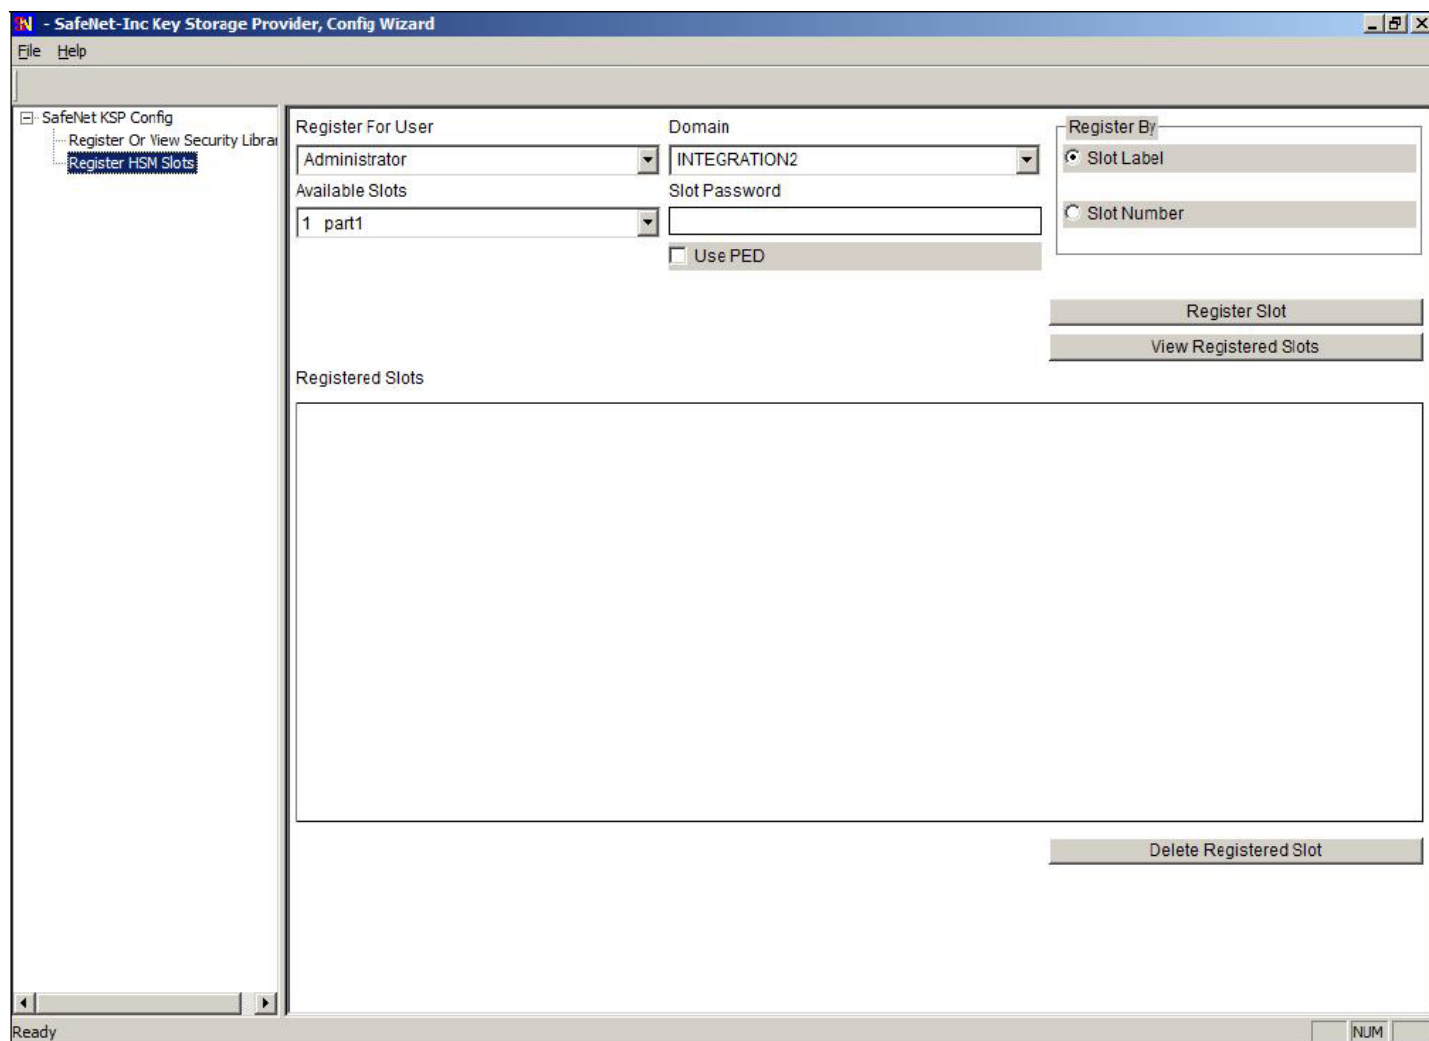 SN - SafeNet-Inc Key Storage Provider, Config Wizard
File Help
SafeNet KSP Config
Register Or View Security Librar
Register HSM Slots
Register For User
Domain
Register By
Administrator
INTEGRATION2
Slot Label
Available Slots
Slot Password
1 part1
Slot Number
Use PED
Register Slot
View Registered Slots
Registered Slots
Delete Registered Slot
Ready
NUM